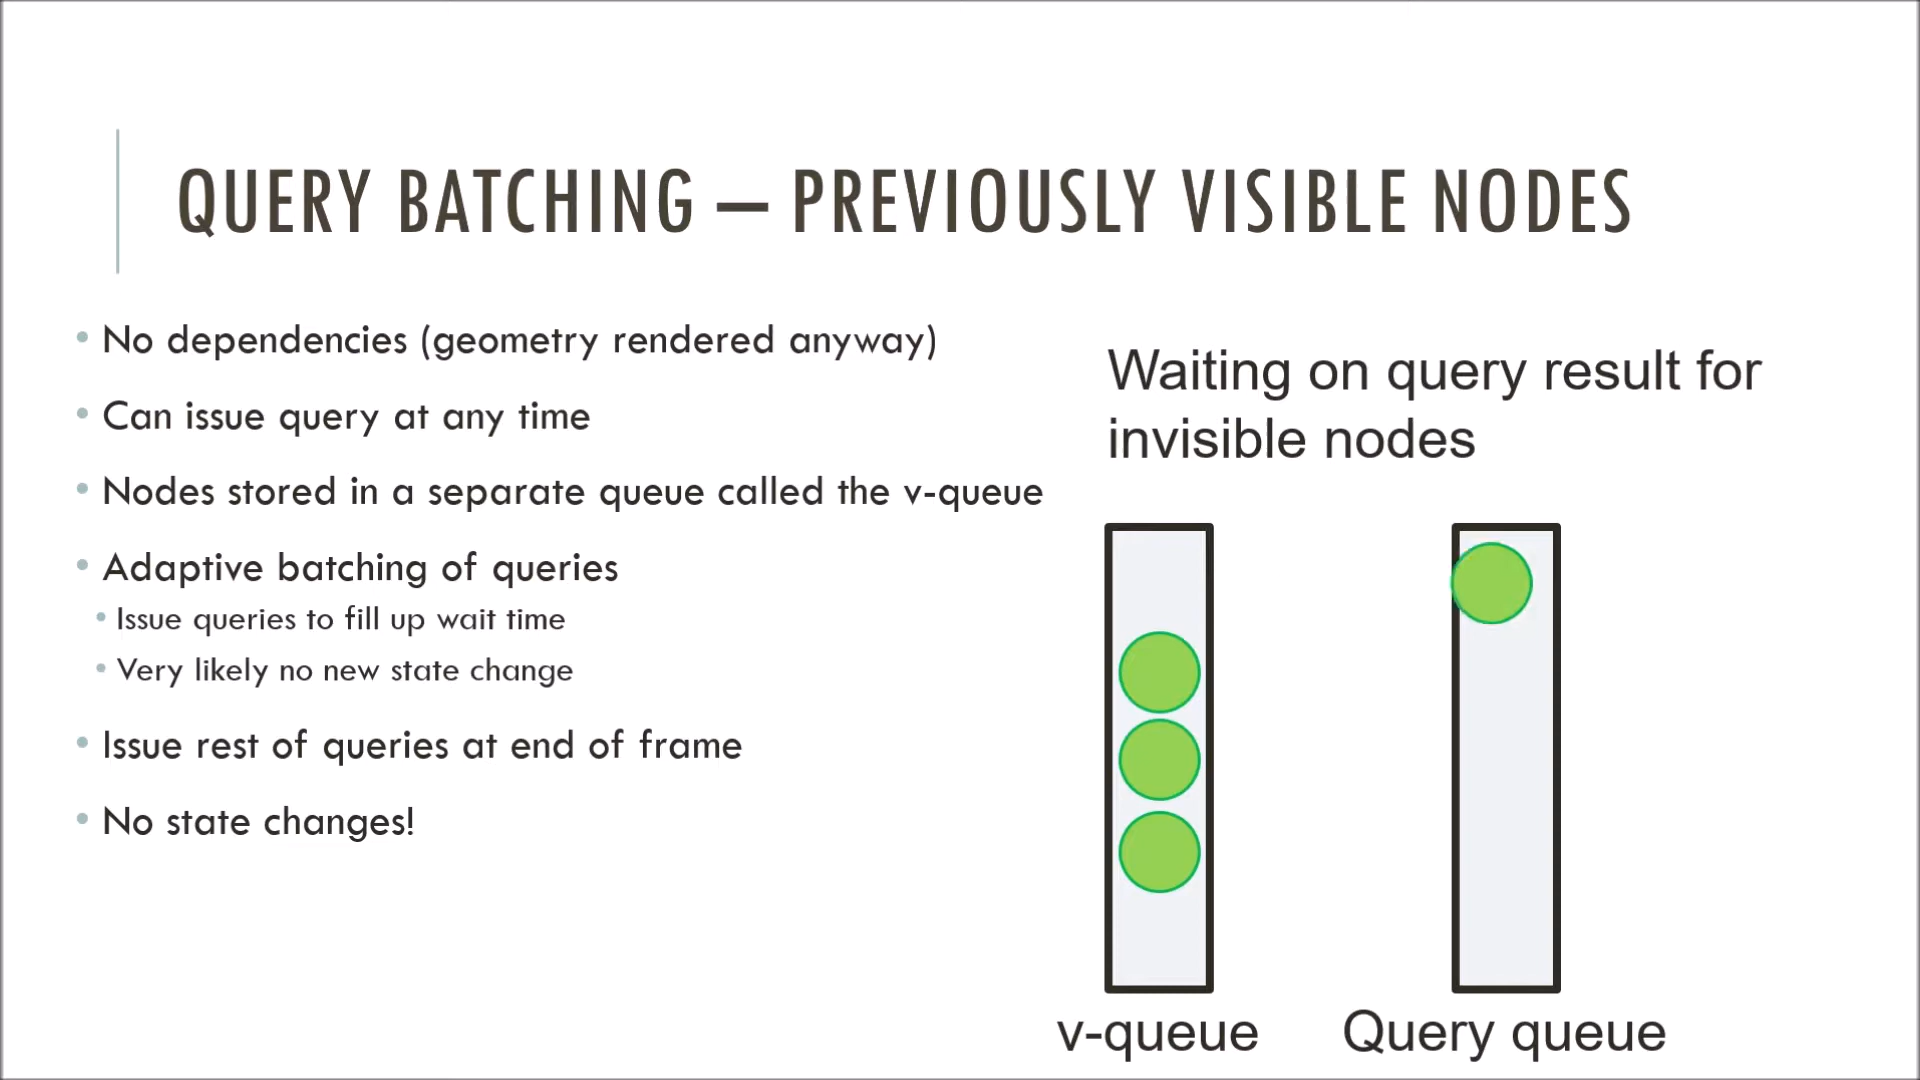 QUERY BATCHING – PREVIOUSLY VISIBLE NODES
• No dependencies (geometry rendered anyway)
• Can issue query at any time
• Nodes stored in a separate queue called the v-queue
• Adaptive batching of queries
• Issue queries to fill up wait time
• Very likely no new state change
• Issue rest of queries at end of frame
• No state changes!
Waiting on query result for
invisible nodes
v-queue
Query queue